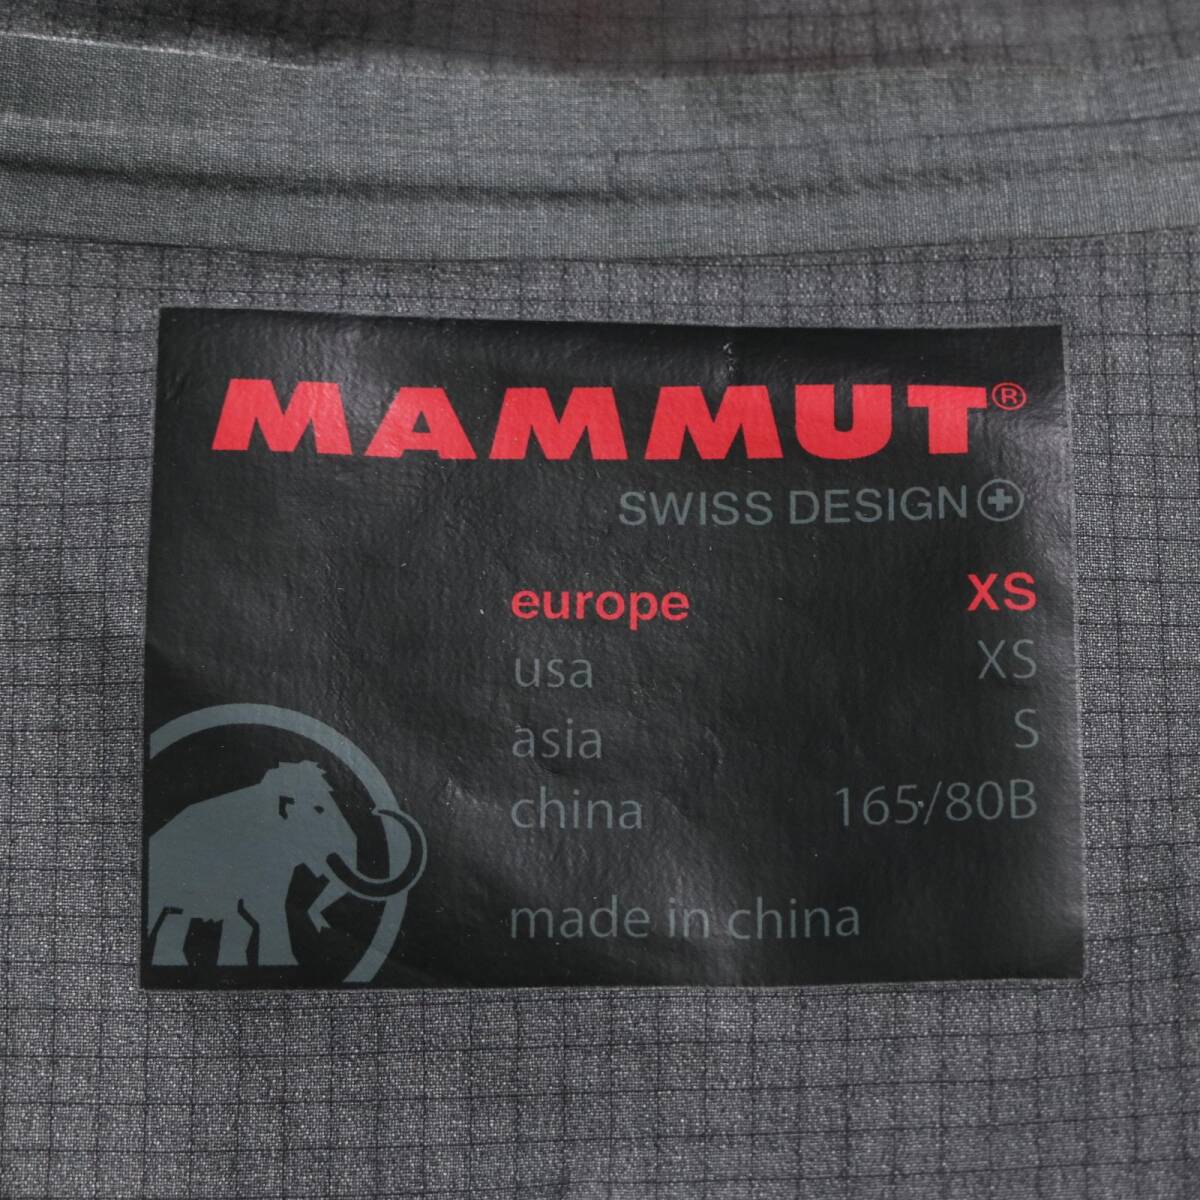 MAMMUT®
SWISS DESIGN
europe XS
usa XS
asia S
china 165/80B
made in china